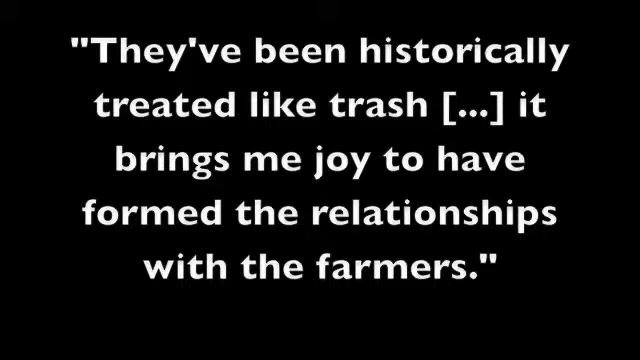 "They've been historically
treated like trash [...] it
brings me joy to have
formed the relationships
with the farmers."